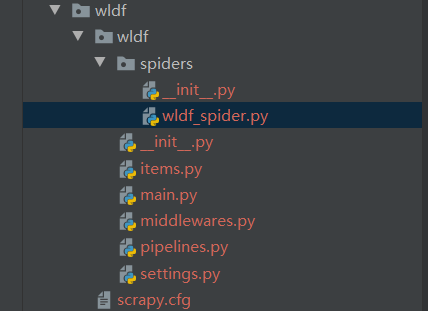 wldf
wldf
spiders
__init__.py
wldf_spider.py
__init__.py
items.py
main.py
middlewares.py
pipelines.py
settings.py
scrapy.cfg